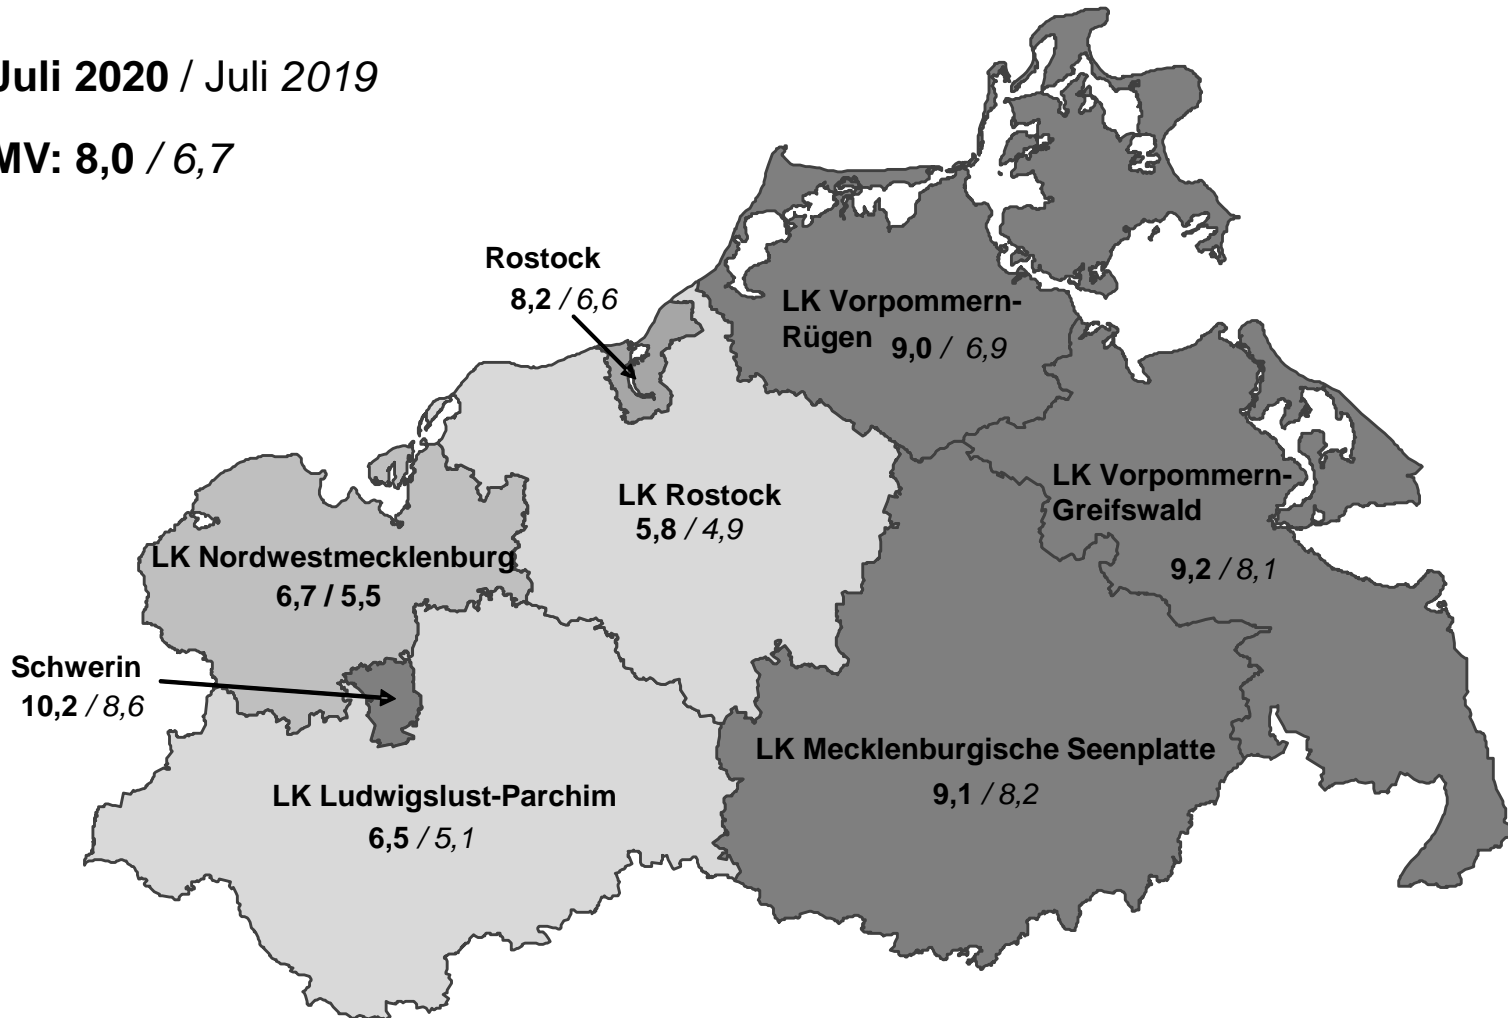 Juli 2020 / Juli 2019
MV: 8,0 / 6,7
Rostock
8,2 / 6,6
LK Vorpommern-
Rügen 9,0 / 6,9
LK Vorpommern-
Greifswald
9,2 / 8,1
LK Rostock
5,8 / 4,9
LK Nordwestmecklenburg
6,7 / 5,5
Schwerin
10,2 / 8,6
LK Mecklenburgische Seenplatte
9,1 / 8,2
LK Ludwigslust-Parchim
6,5 / 5,1